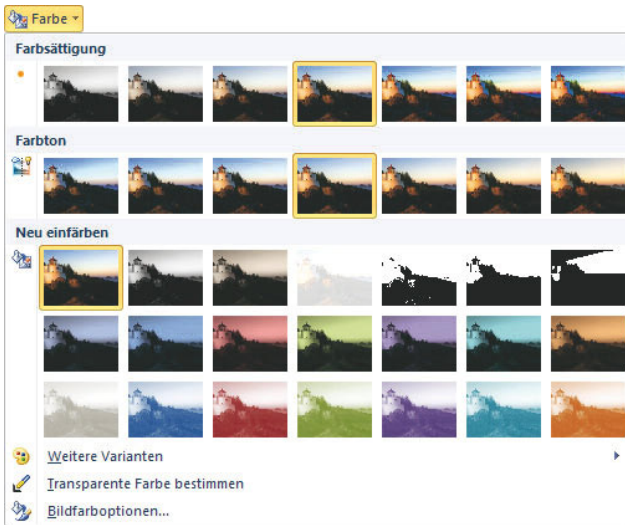 Farbe
Farbsättigung
Farbton
Neu einfärben
Weitere Varianten
Transparente Farbe bestimmen
Bildfarboptionen...